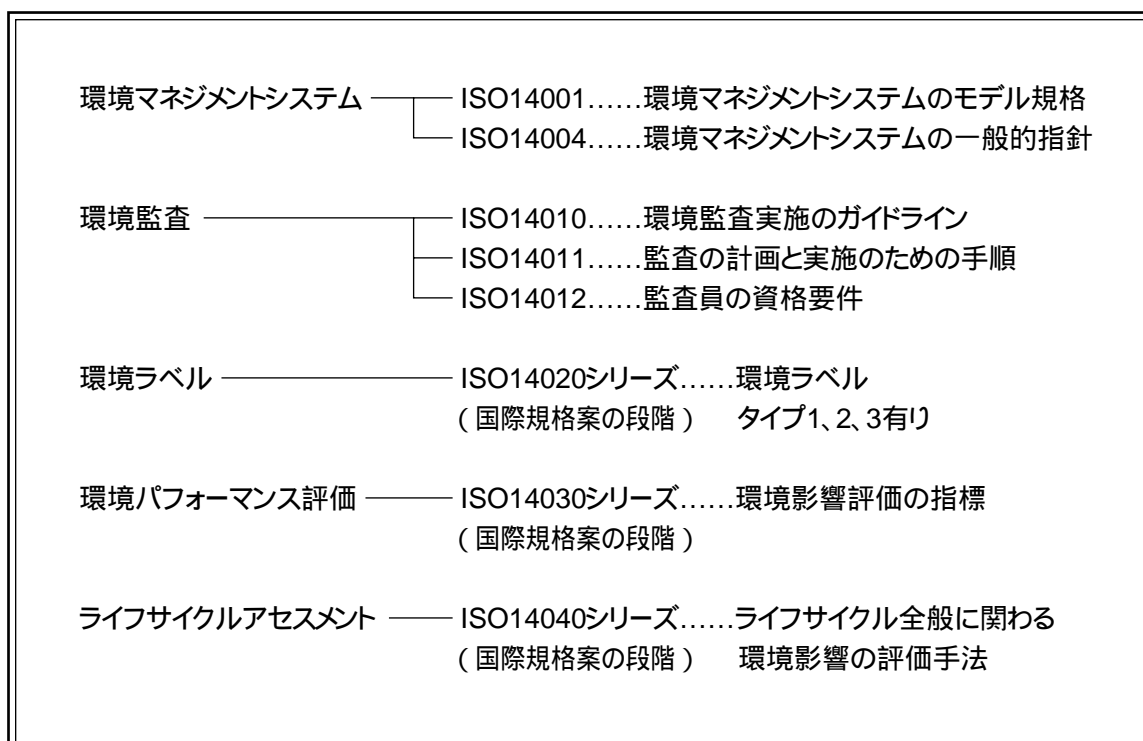 環境マネジメントシステム ISO14001……環境マネジメントシステムのモデル規格
ISO14004……環境マネジメントシステムの一般的指針
環境監査 ISO14010……環境監査実施のガイドライン
ISO14011……監査の計画と実施のための手順
ISO14012……監査員の資格要件
環境ラベル ISO14020シリーズ……環境ラベル
(国際規格案の段階) タイプ1、2、3有り
環境パフォーマンス評価 ISO14030シリーズ……環境影響評価の指標
(国際規格案の段階)
ライフサイクルアセスメント ISO14040シリーズ……ライフサイクル全般に関わる
(国際規格案の段階) 環境影響の評価手法